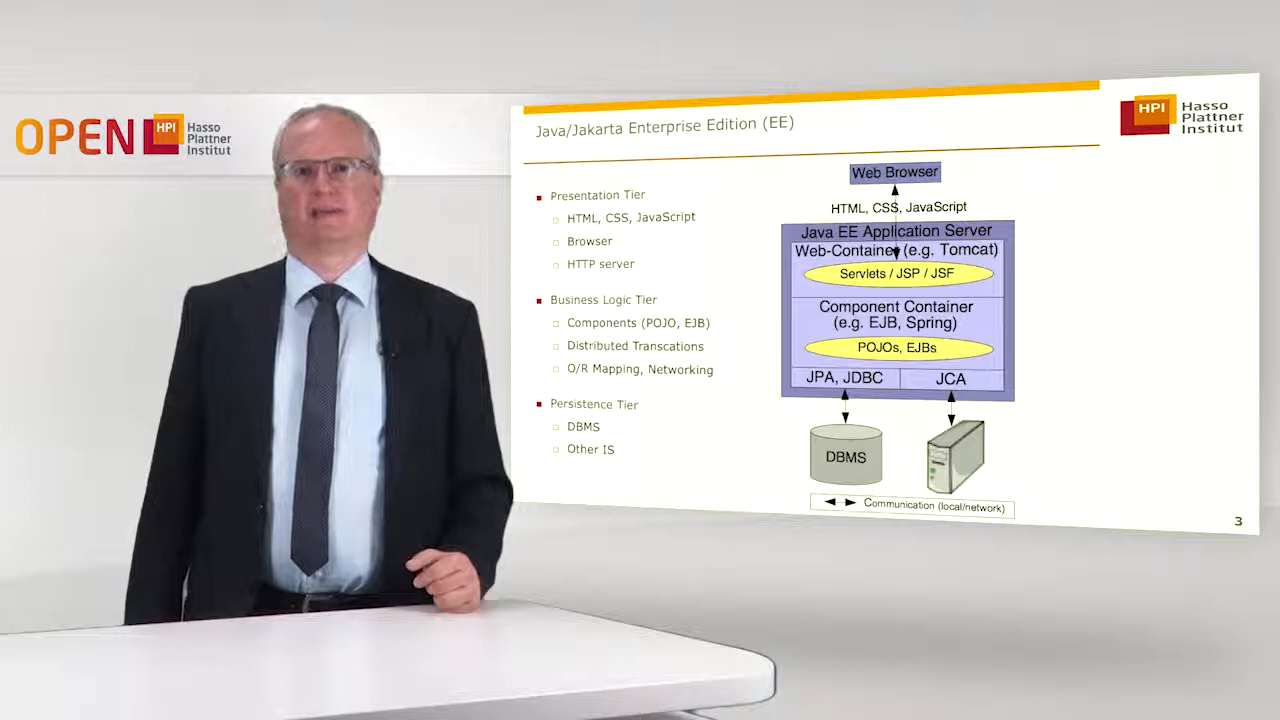 OPEN HPI Hasso
Plattner
Institut
Java/Jakarta Enterprise Edition (EE)
HPI Hasso
Plattner
Institut
Presentation Tier
HTML, CSS, JavaScript
Browser
HTTP server
Business Logic Tier
Components (POJO, EJB)
Distributed Transcations
O/R Mapping, Networking
Persistence Tier
DBMS
Other IS
Web Browser
HTML, CSS, JavaScript
Java EE Application Server
Web-Container (e.g. Tomcat)
Servlets / JSP / JSF
Component Container
(e.g. EJB, Spring)
POJOs, EJBs
JPA, JDBC
JCA
DBMS
Communication (local/network)
3